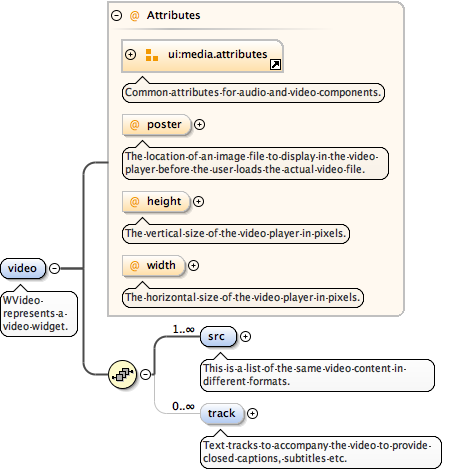 @ Attributes
ui:media.attributes
Common-attributes-for-audio-and-video-components.
@ poster
The-location-of-an-image-file-to-display-in-the-video-
player-before-the-user-loads-the-actual-video-file.
@ height
The-vertical-size-of-the-video-player-in-pixels.
@ width
The-horizontal-size-of-the-video-player-in-pixels.
video
WVideo-
represents-a-
video-widget.
1..∞
src
This-is-a-list-of-the-same-video-content-in-
different-formats.
0..∞
track
Text-tracks-to-accompany-the-video-to-provide-
closed-captions,-subtitles-etc.